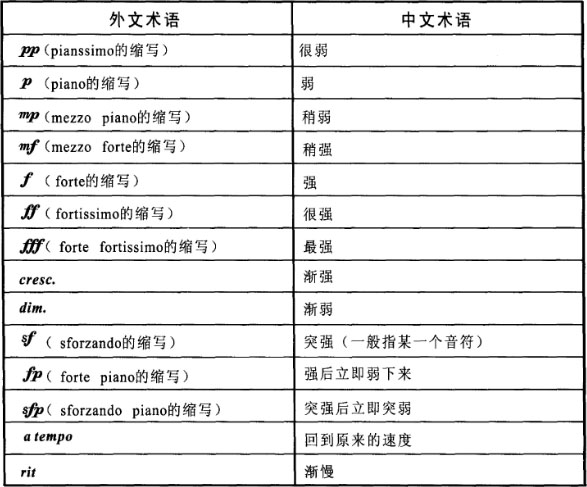 外文术语 中文术语
pp（pianssimo的缩写） 很弱
p （piano的缩写） 弱
mp（mezzo piano的缩写） 稍弱
mf（mezzo forte的缩写） 稍强
f （forte的缩写） 强
ff（fortissimo的缩写） 很强
fff（forte fortissimo的缩写） 最强
cresc. 渐强
dim. 渐弱
sf （sforzando的缩写） 突强（一般指某一个音符）
fp（forte piano的缩写） 强后立即弱下来
sfp（sforzando piano的缩写） 突强后立即突弱
a tempo 回到原来的速度
rit 渐慢